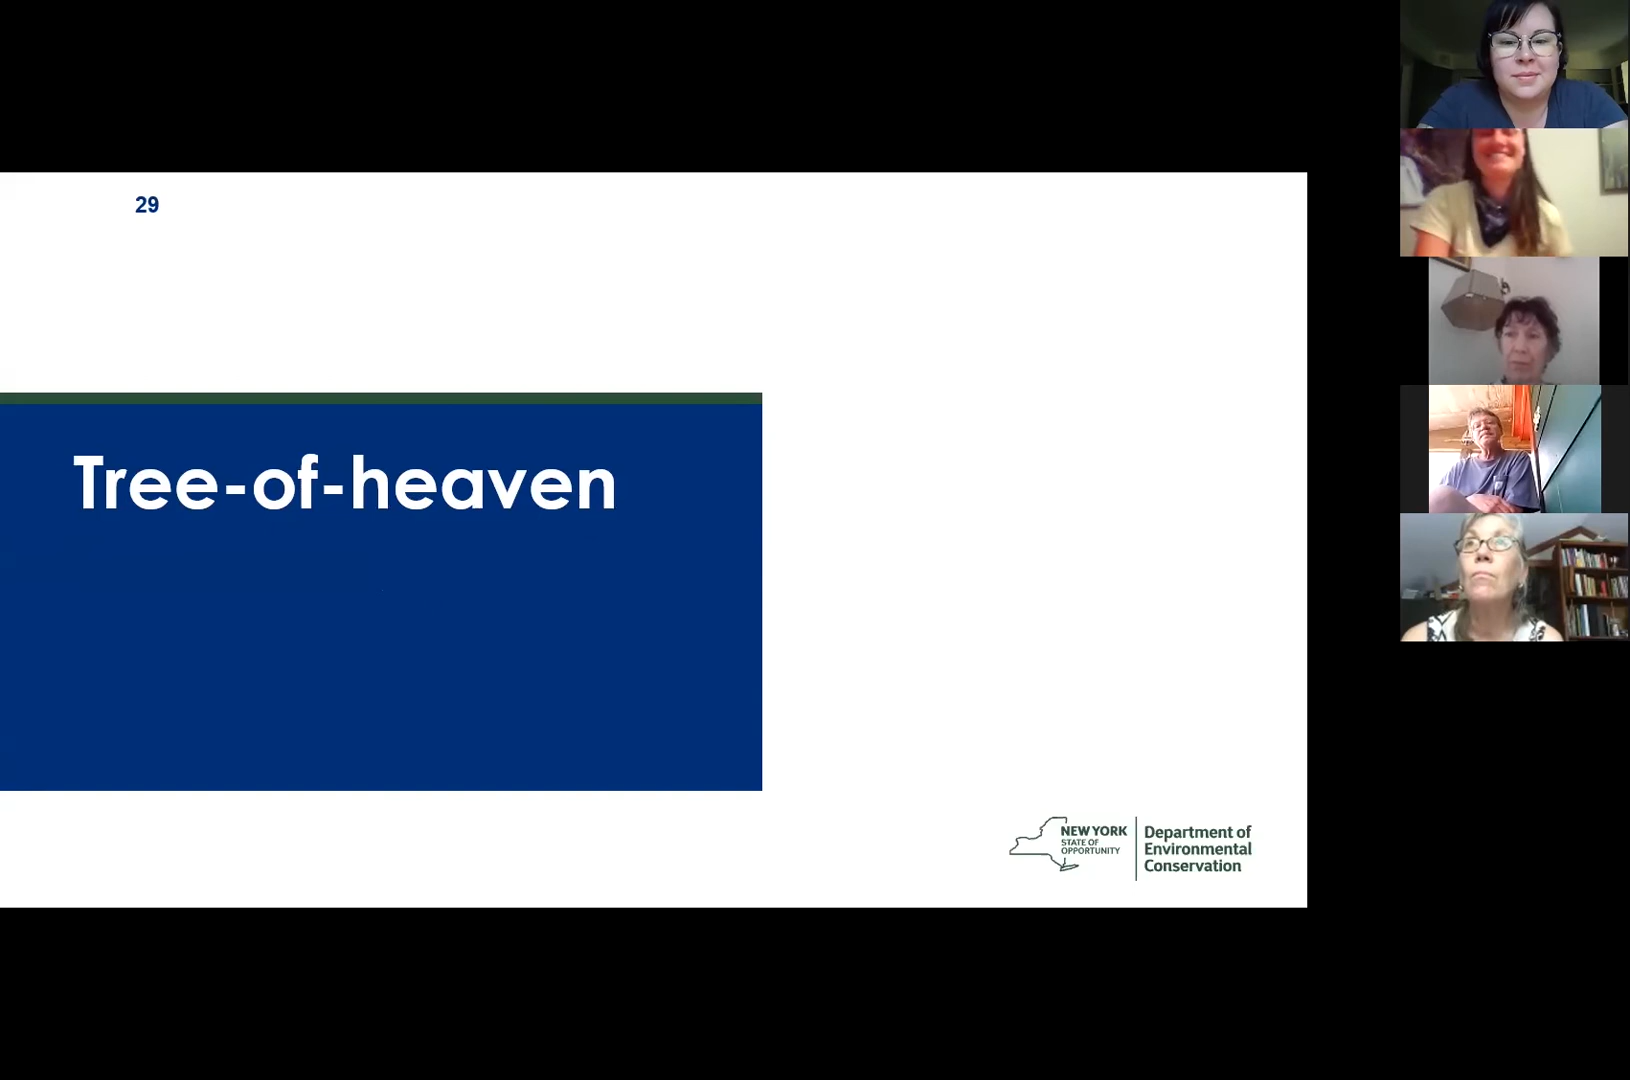 29
Tree-of-heaven
NEW YORK
STATE OF
OPPORTUNITY
Department of
Environmental
Conservation